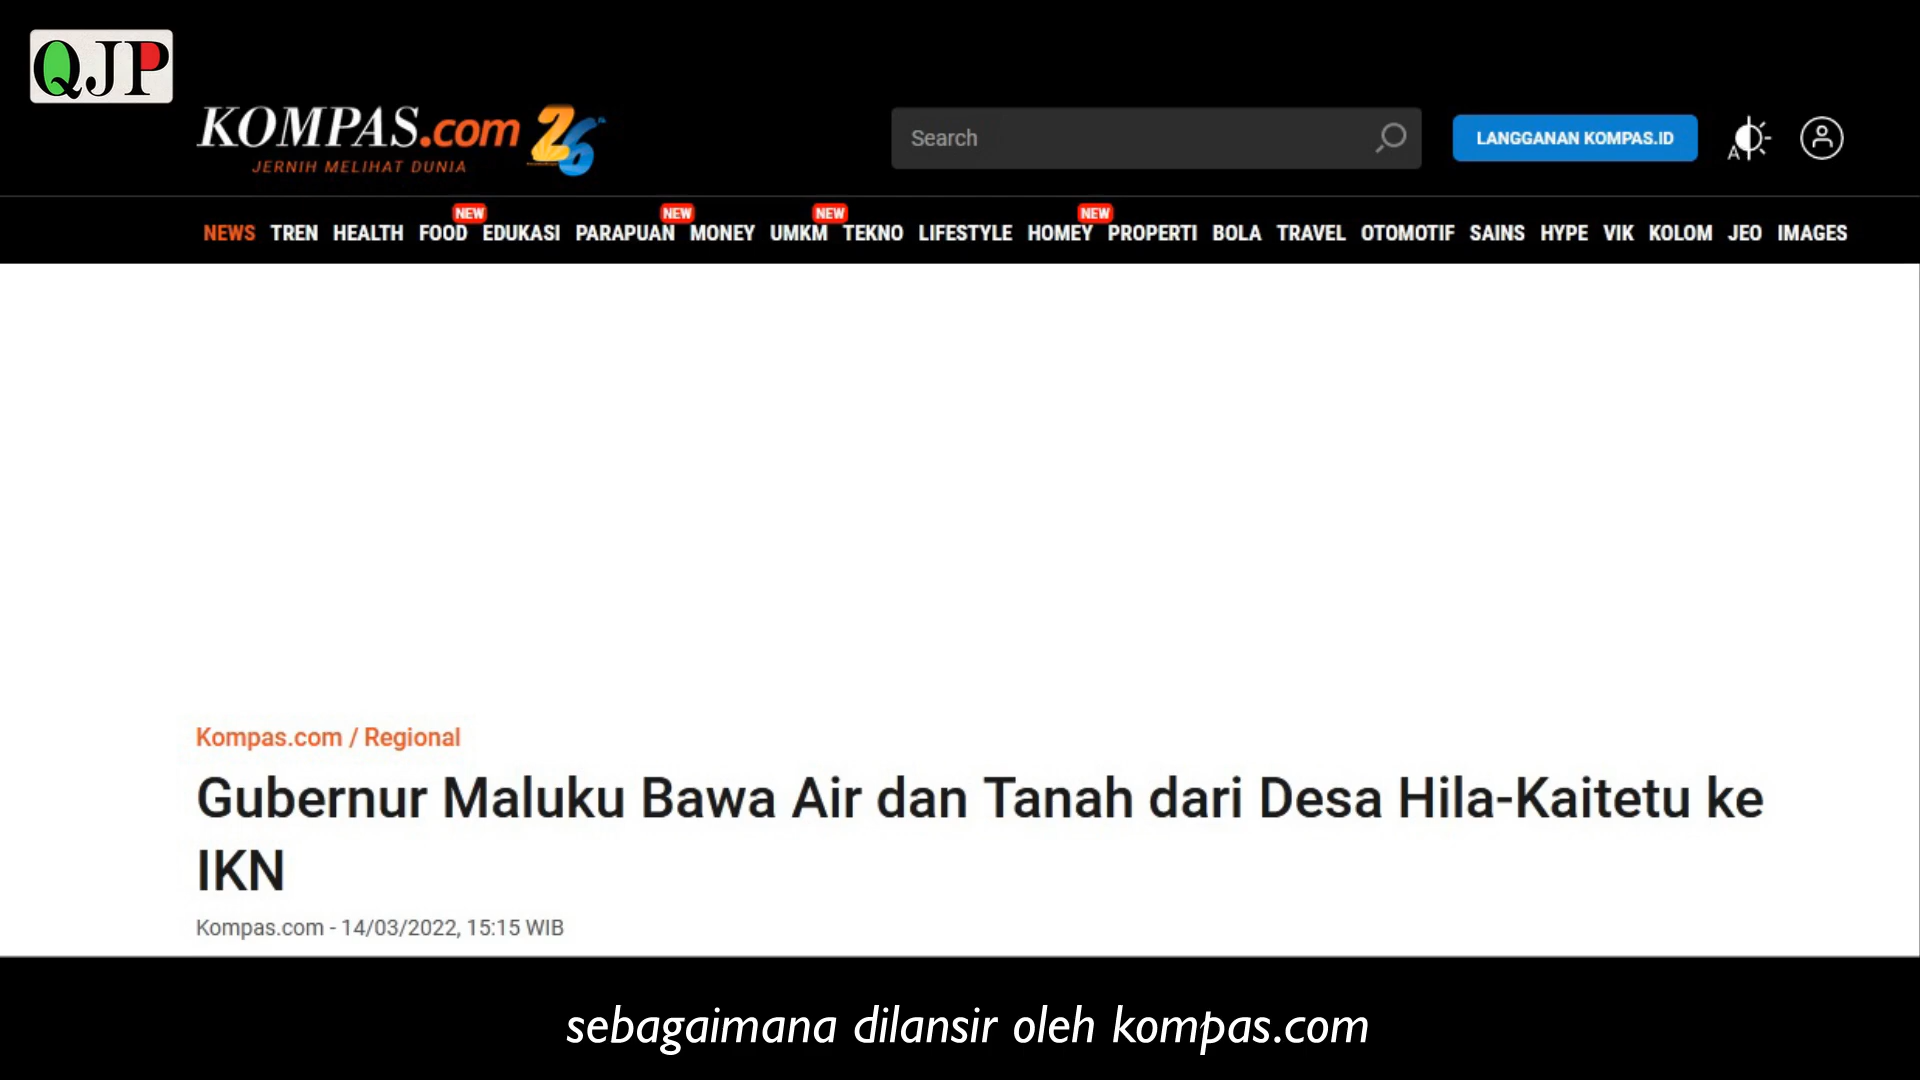 QJP
KOMPAS.com 26
JERNIH MELIHAT DUNIA
Search
LANGGANAN KOMPAS.ID
A
NEW NEW NEW NEW
NEWS TREN HEALTH FOOD EDUKASI PARAPUAN MONEY UMKM TEKNO LIFESTYLE HOMEY PROPERTI BOLA TRAVEL OTOMOTIF SAINS HYPE VIK KOLOM JEO IMAGES
Kompas.com / Regional
Gubernur Maluku Bawa Air dan Tanah dari Desa Hila-Kaitetu ke
IKN
Kompas.com - 14/03/2022, 15:15 WIB
sebagaimana dilansir oleh kompas.com